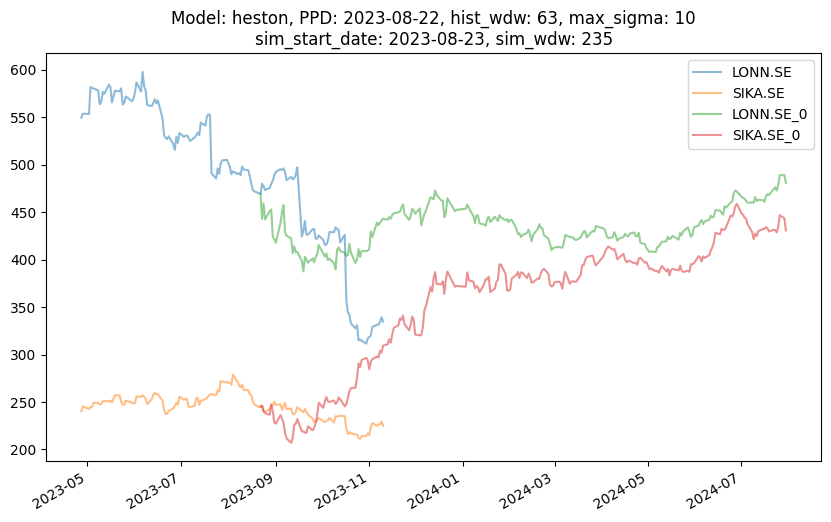 Model: heston, PPD: 2023-08-22, hist_wdw: 63, max_sigma: 10
sim_start_date: 2023-08-23, sim_wdw: 235
LONN.SE
SIKA.SE
LONN.SE_0
SIKA.SE_0
600
550
500
450
400
350
300
250
200
2023-05
2023-07
2023-09
2023-11
2024-01
2024-03
2024-05
2024-07